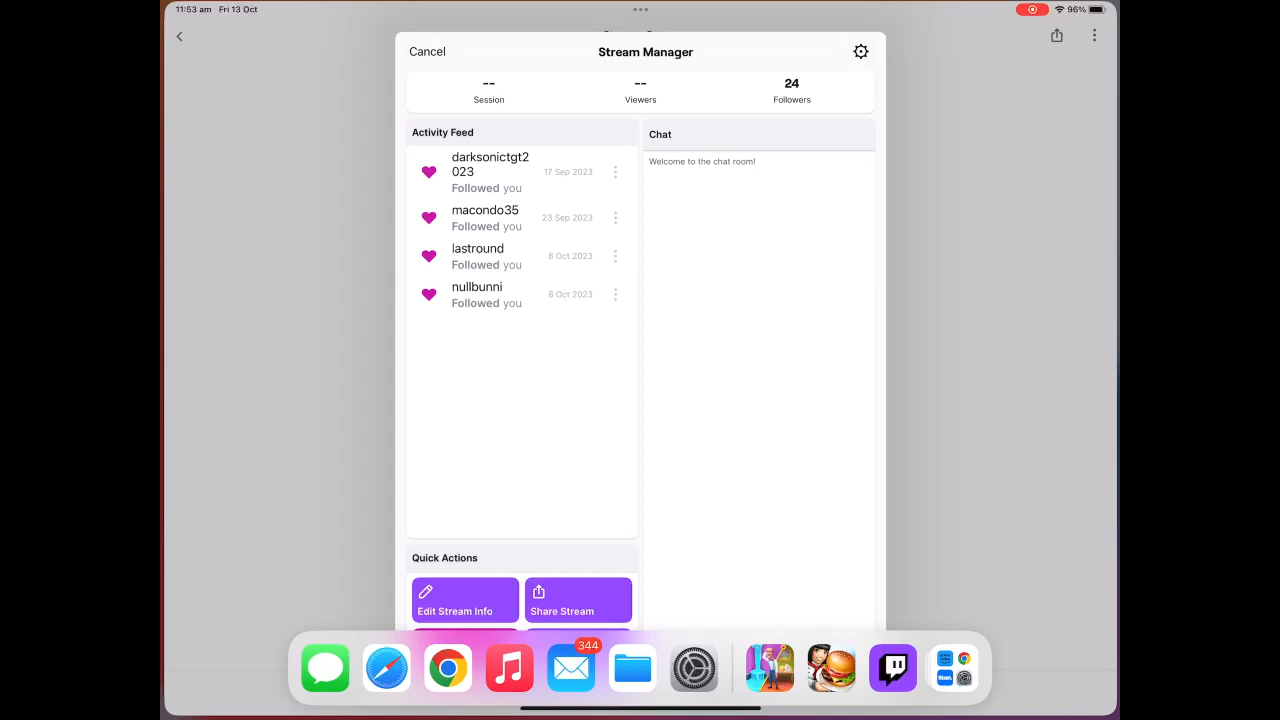 11:53 am Fri 13 Oct
96%
Cancel
Stream Manager
--
--
24
Session
Viewers
Followers
Activity Feed
Chat
Welcome to the chat room!
darksonictgt2
023
17 Sep 2023
Followed you
macondo35
23 Sep 2023
Followed you
lastround
8 Oct 2023
Followed you
nullbunni
8 Oct 2023
Followed you
Quick Actions
Edit Stream Info
Share Stream
344